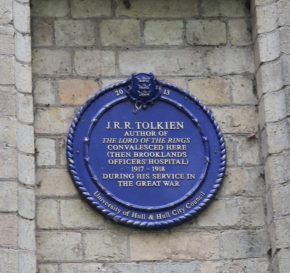 20 13
J.R.R. TOLKIEN
AUTHOR OF
THE LORD OF THE RINGS
CONVALESCED HERE
(THEN BROOKLANDS
OFFICERS' HOSPITAL)
1917 - 1918
DURING HIS SERVICE IN
THE GREAT WAR
University of Hull & Hull City Council